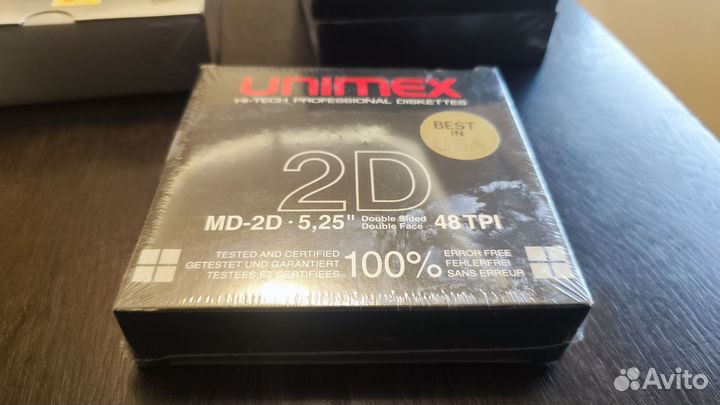 UNIMEX
HI-TECH PROFESSIONAL DISKETTES
BEST
IN
USA
2D
MD-2D · 5,25" Double Sided Double Face 48 TPI
TESTED AND CERTIFIED
GETESTET UND GARANTIERT
TESTEES ET CERTIFIEES
100%
ERROR FREE
FEHLERFREI
SANS ERREUR
Avito